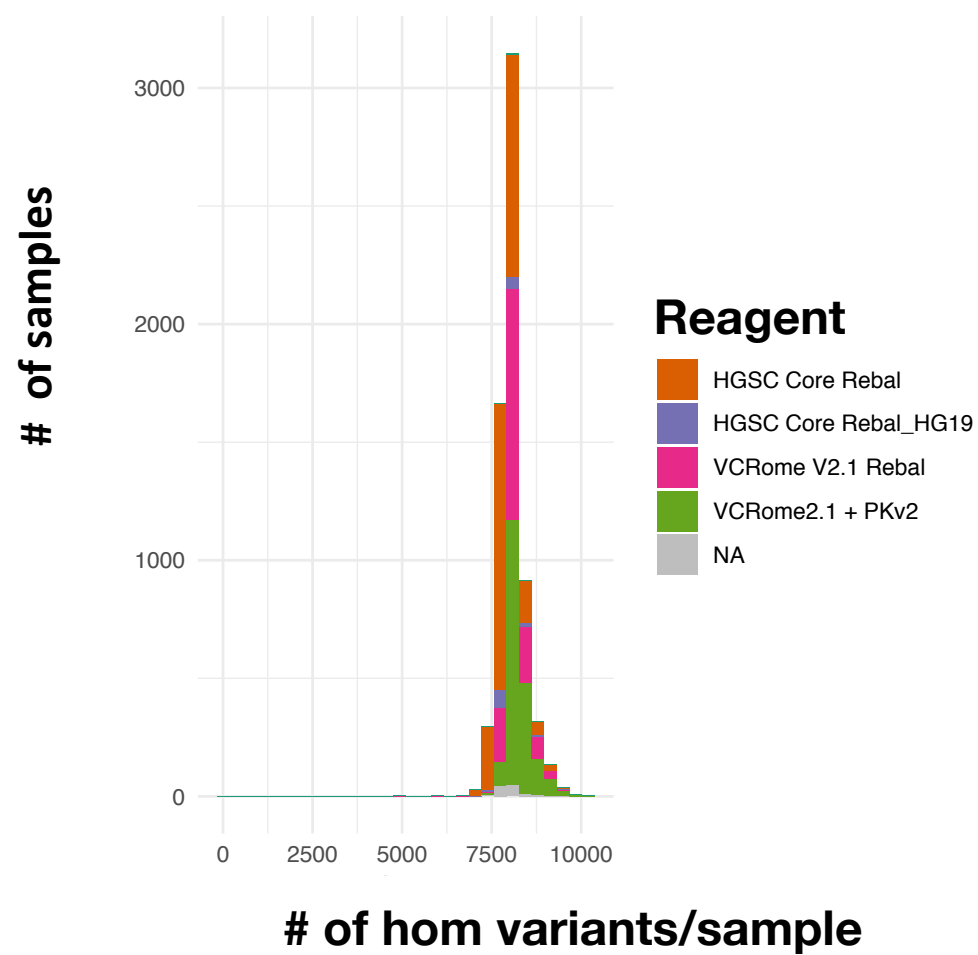 # of samples
3000
2000
1000
0
0 2500 5000 7500 10000
# of hom variants/sample
Reagent
HGSC Core Rebal
HGSC Core Rebal_HG19
VCRome V2.1 Rebal
VCRome2.1 + PKv2
NA